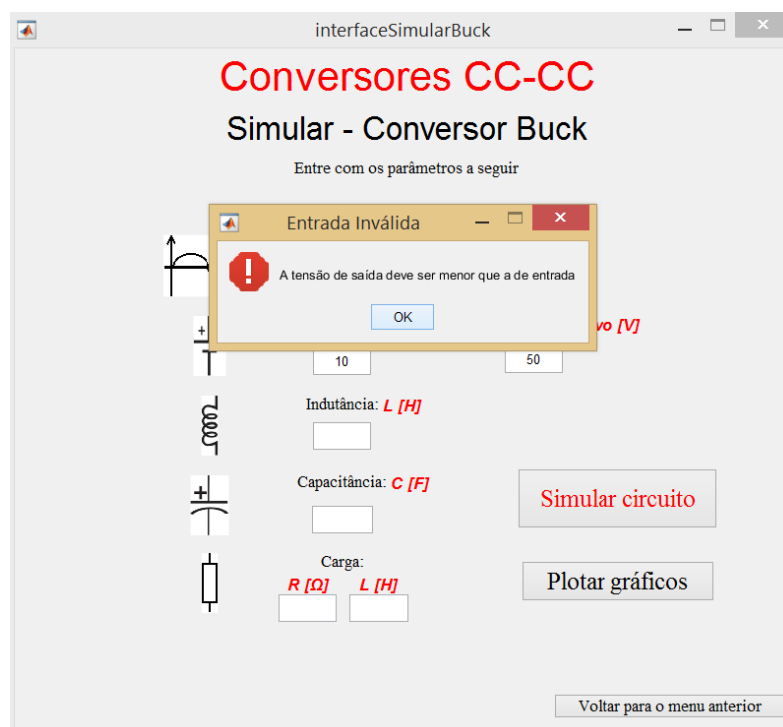 interfaceSimularBuck
Conversores CC-CC
Simular - Conversor Buck
Entre com os parâmetros a seguir
Entrada Inválida
A tensão de saída deve ser menor que a de entrada
OK
vo [V]
10 50
Indutância: L [H]
Capacitância: C [F]
Simular circuito
Carga:
R [Ω] L [H]
Plotar gráficos
Voltar para o menu anterior